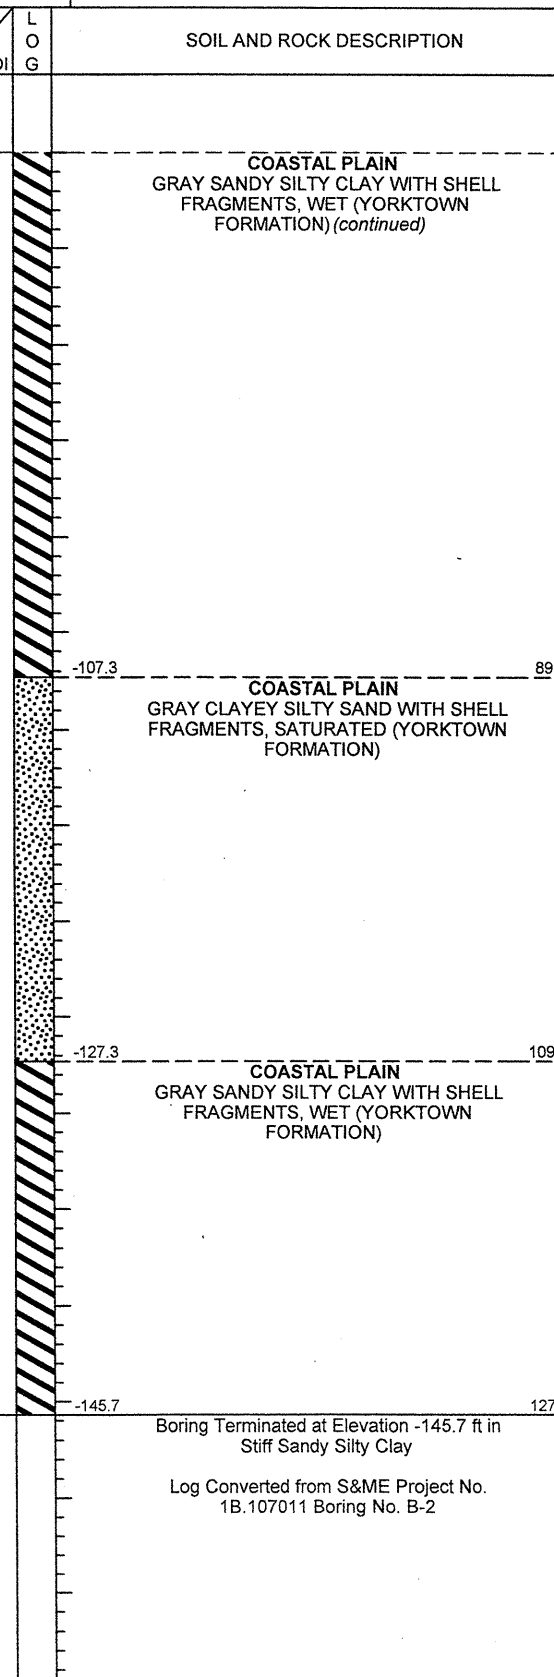 L
O
G
SOIL AND ROCK DESCRIPTION
COASTAL PLAIN
GRAY SANDY SILTY CLAY WITH SHELL
FRAGMENTS, WET (YORKTOWN
FORMATION) (continued)
-107.3 89
COASTAL PLAIN
GRAY CLAYEY SILTY SAND WITH SHELL
FRAGMENTS, SATURATED (YORKTOWN
FORMATION)
-127.3 109
COASTAL PLAIN
GRAY SANDY SILTY CLAY WITH SHELL
FRAGMENTS, WET (YORKTOWN
FORMATION)
-145.7 127
Boring Terminated at Elevation -145.7 ft in
Stiff Sandy Silty Clay
Log Converted from S&ME Project No.
1B.107011 Boring No. B-2